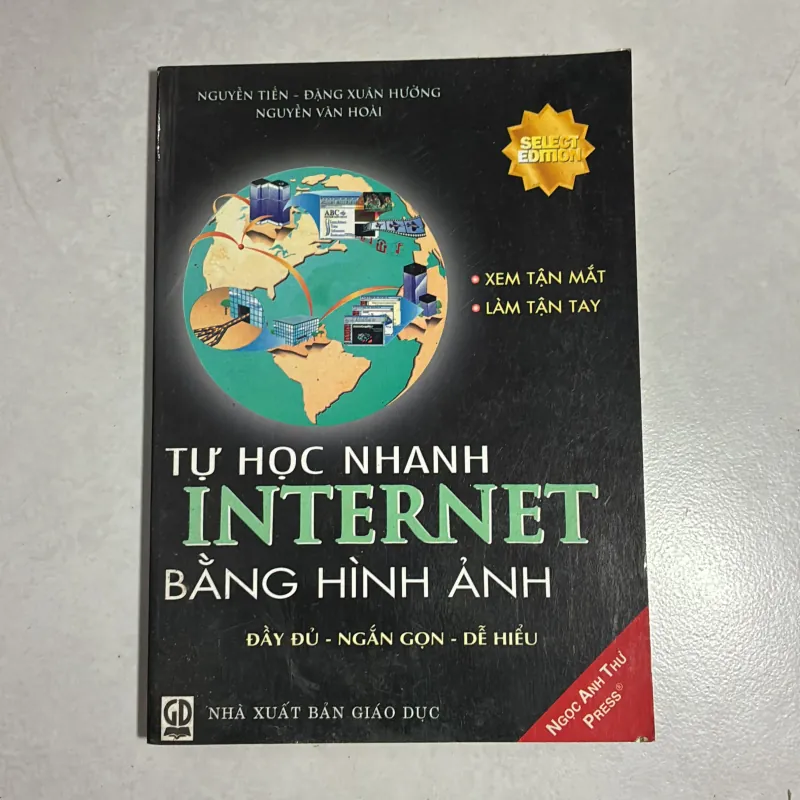 NGUYỄN TIẾN - ĐẶNG XUÂN HƯỜNG
NGUYỄN VĂN HOÀI
SELECT
EDITION
ABC
• XEM TẬN MẮT
• LÀM TẬN TAY
TỰ HỌC NHANH
INTERNET
BẰNG HÌNH ẢNH
ĐẦY ĐỦ - NGẮN GỌN - DỄ HIỂU
NGỌC ANH THƯ
PRESS®
GD
NHÀ XUẤT BẢN GIÁO DỤC